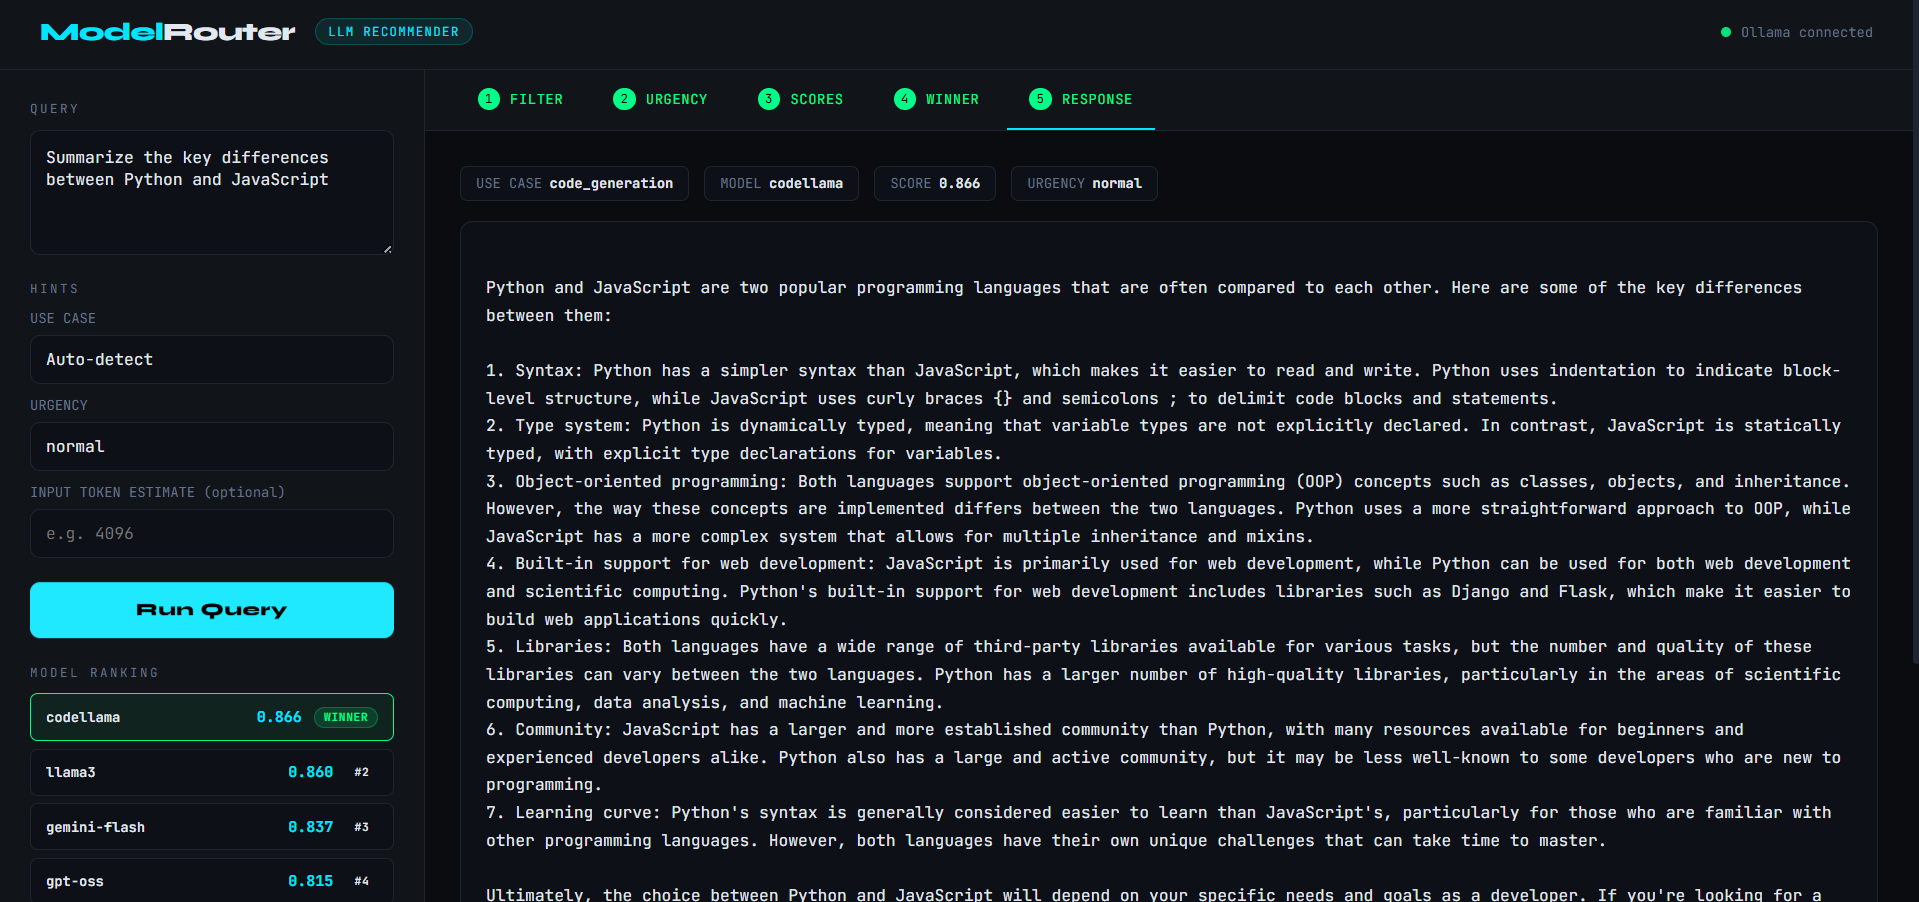 ModelRouter LLM RECOMMENDER Ollama connected
QUERY
Summarize the key differences
between Python and JavaScript
HINTS
USE CASE
Auto-detect
URGENCY
normal
INPUT TOKEN ESTIMATE (optional)
e.g. 4096
Run Query
MODEL RANKING
codellama 0.866 WINNER
llama3 0.860 #2
gemini-flash 0.837 #3
gpt-oss 0.815 #4
1 FILTER 2 URGENCY 3 SCORES 4 WINNER 5 RESPONSE
USE CASE code_generation MODEL codellama SCORE 0.866 URGENCY normal
Python and JavaScript are two popular programming languages that are often compared to each other. Here are some of the key differences
between them:
1. Syntax: Python has a simpler syntax than JavaScript, which makes it easier to read and write. Python uses indentation to indicate block-
level structure, while JavaScript uses curly braces {} and semicolons ; to delimit code blocks and statements.
2. Type system: Python is dynamically typed, meaning that variable types are not explicitly declared. In contrast, JavaScript is statically
typed, with explicit type declarations for variables.
3. Object-oriented programming: Both languages support object-oriented programming (OOP) concepts such as classes, objects, and inheritance.
However, the way these concepts are implemented differs between the two languages. Python uses a more straightforward approach to OOP, while
JavaScript has a more complex system that allows for multiple inheritance and mixins.
4. Built-in support for web development: JavaScript is primarily used for web development, while Python can be used for both web development
and scientific computing. Python's built-in support for web development includes libraries such as Django and Flask, which make it easier to
build web applications quickly.
5. Libraries: Both languages have a wide range of third-party libraries available for various tasks, but the number and quality of these
libraries can vary between the two languages. Python has a larger number of high-quality libraries, particularly in the areas of scientific
computing, data analysis, and machine learning.
6. Community: JavaScript has a larger and more established community than Python, with many resources available for beginners and
experienced developers alike. Python also has a large and active community, but it may be less well-known to some developers who are new to
programming.
7. Learning curve: Python's syntax is generally considered easier to learn than JavaScript's, particularly for those who are familiar with
other programming languages. However, both languages have their own unique challenges that can take time to master.
Ultimately, the choice between Python and JavaScript will depend on your specific needs and goals as a developer. If you're looking for a